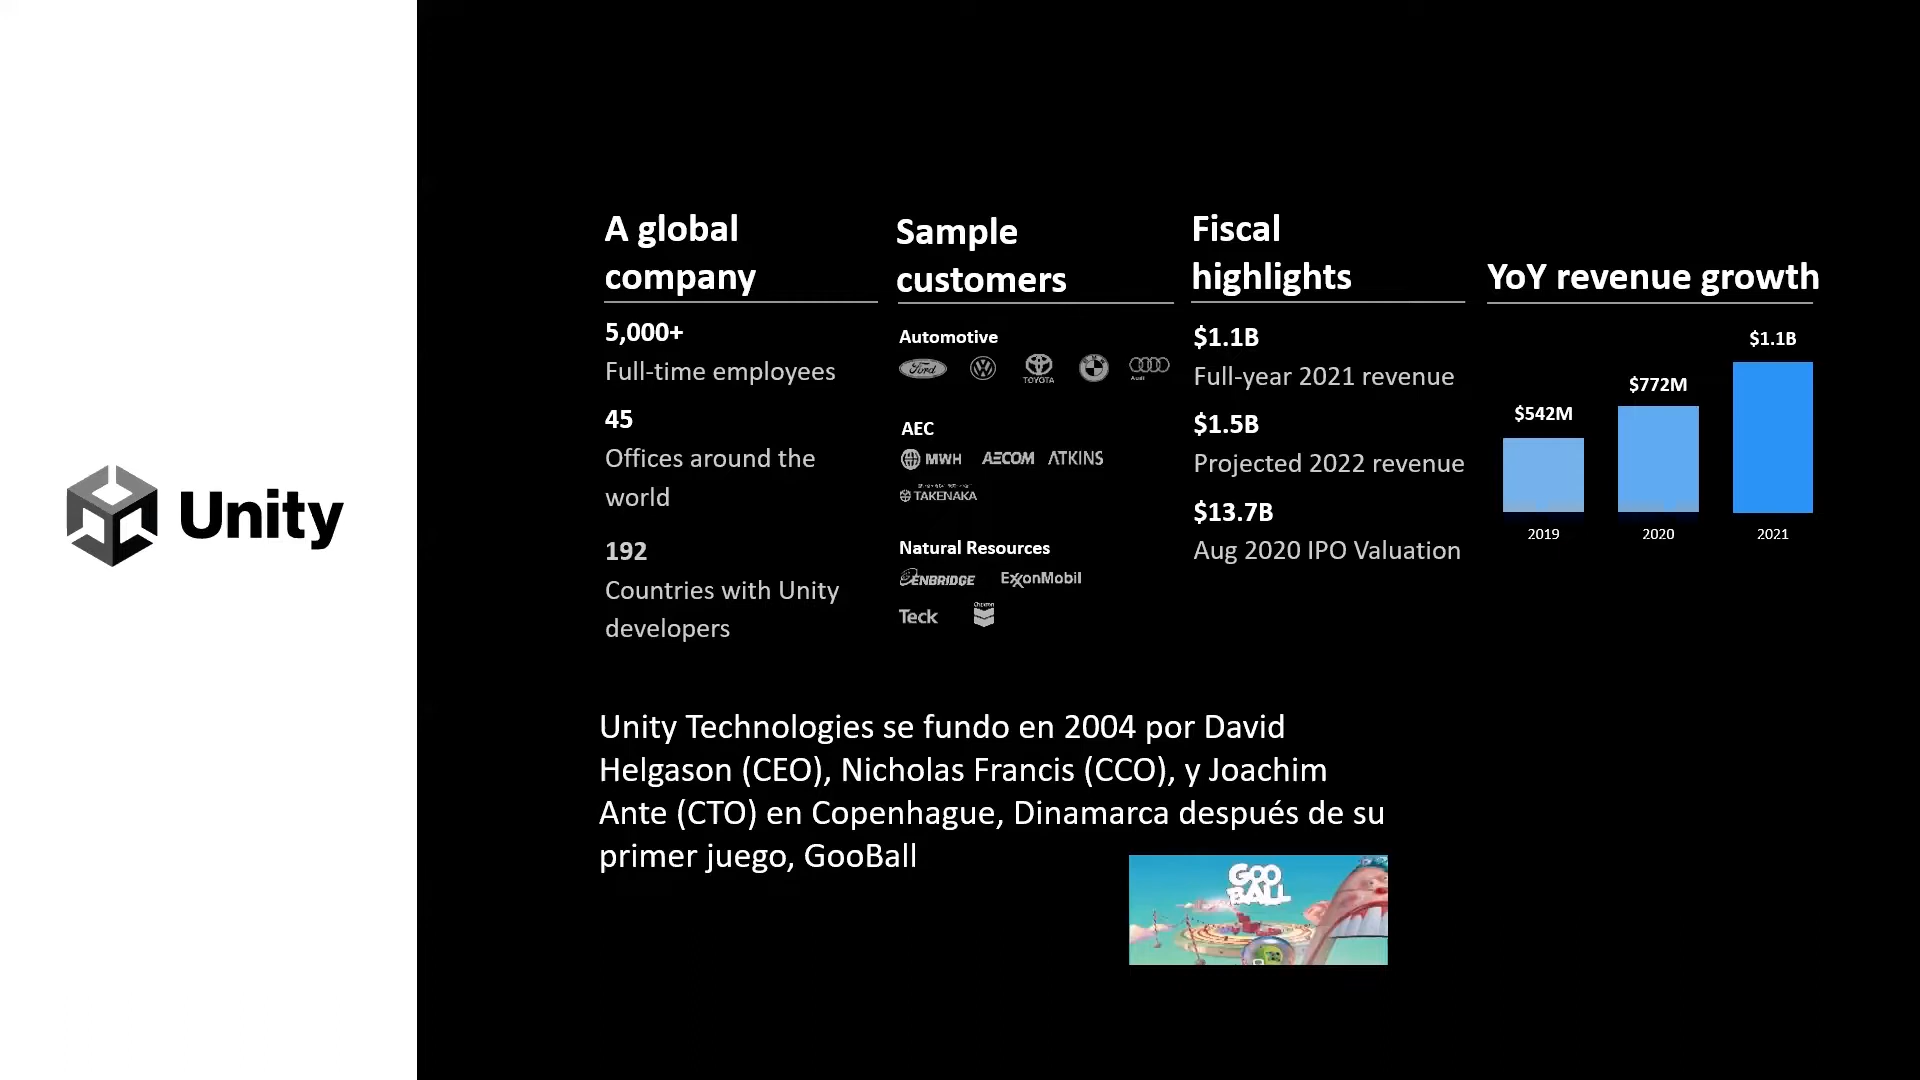 Unity
A global
company
5,000+
Full-time employees
45
Offices around the
world
192
Countries with Unity
developers
Sample
customers
Automotive
Ford
TOYOTA
Audi
AEC
MWH AECOM ATKINS
TAKENAKA
Natural Resources
ENBRIDGE ExxonMobil
Teck Chevron
Fiscal
highlights
$1.1B
Full-year 2021 revenue
$1.5B
Projected 2022 revenue
$13.7B
Aug 2020 IPO Valuation
YoY revenue growth
$1.1B
$772M
$542M
2019 2020 2021
Unity Technologies se fundo en 2004 por David
Helgason (CEO), Nicholas Francis (CCO), y Joachim
Ante (CTO) en Copenhague, Dinamarca después de su
primer juego, GooBall
GOO
BALL